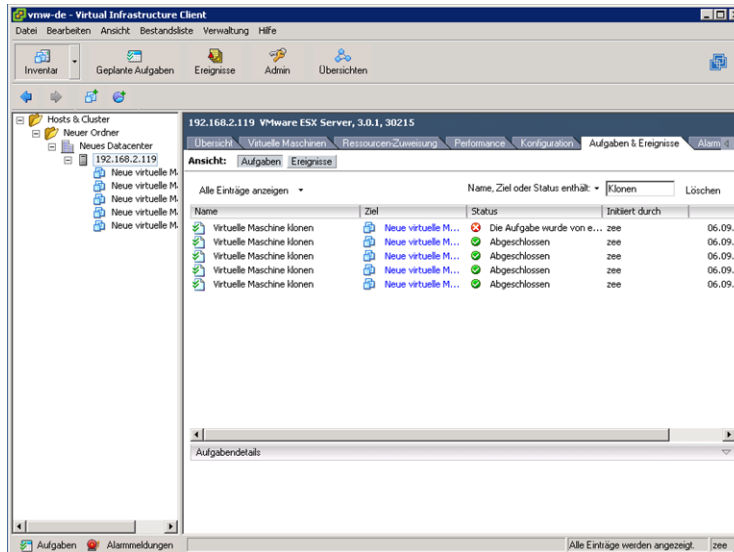 vmw-de - Virtual Infrastructure Client
Datei Bearbeiten Ansicht Bestandsliste Verwaltung Hilfe
Inventar Geplante Aufgaben Ereignisse Admin Übersichten
Hosts & Cluster
Neuer Ordner
Neues Datacenter
192.168.2.119
Neue virtuelle M
Neue virtuelle M
Neue virtuelle M
Neue virtuelle M
Neue virtuelle M
192.168.2.119 VMware ESX Server, 3.0.1, 30215
Übersicht Virtuelle Maschinen Ressourcen-Zuweisung Performance Konfiguration Aufgaben & Ereignisse Alarm
Ansicht: Aufgaben Ereignisse
Alle Einträge anzeigen Name, Ziel oder Status enthält: Klonen Löschen
Name Ziel Status Initiiert durch
Virtuelle Maschine klonen Neue virtuelle M... Die Aufgabe wurde von e... zee 06.09.
Virtuelle Maschine klonen Neue virtuelle M... Abgeschlossen zee 06.09.
Virtuelle Maschine klonen Neue virtuelle M... Abgeschlossen zee 06.09.
Virtuelle Maschine klonen Neue virtuelle M... Abgeschlossen zee 06.09.
Virtuelle Maschine klonen Neue virtuelle M... Abgeschlossen zee 06.09.
Aufgabendetails
Aufgaben Alarmmeldungen Alle Einträge werden angezeigt. zee